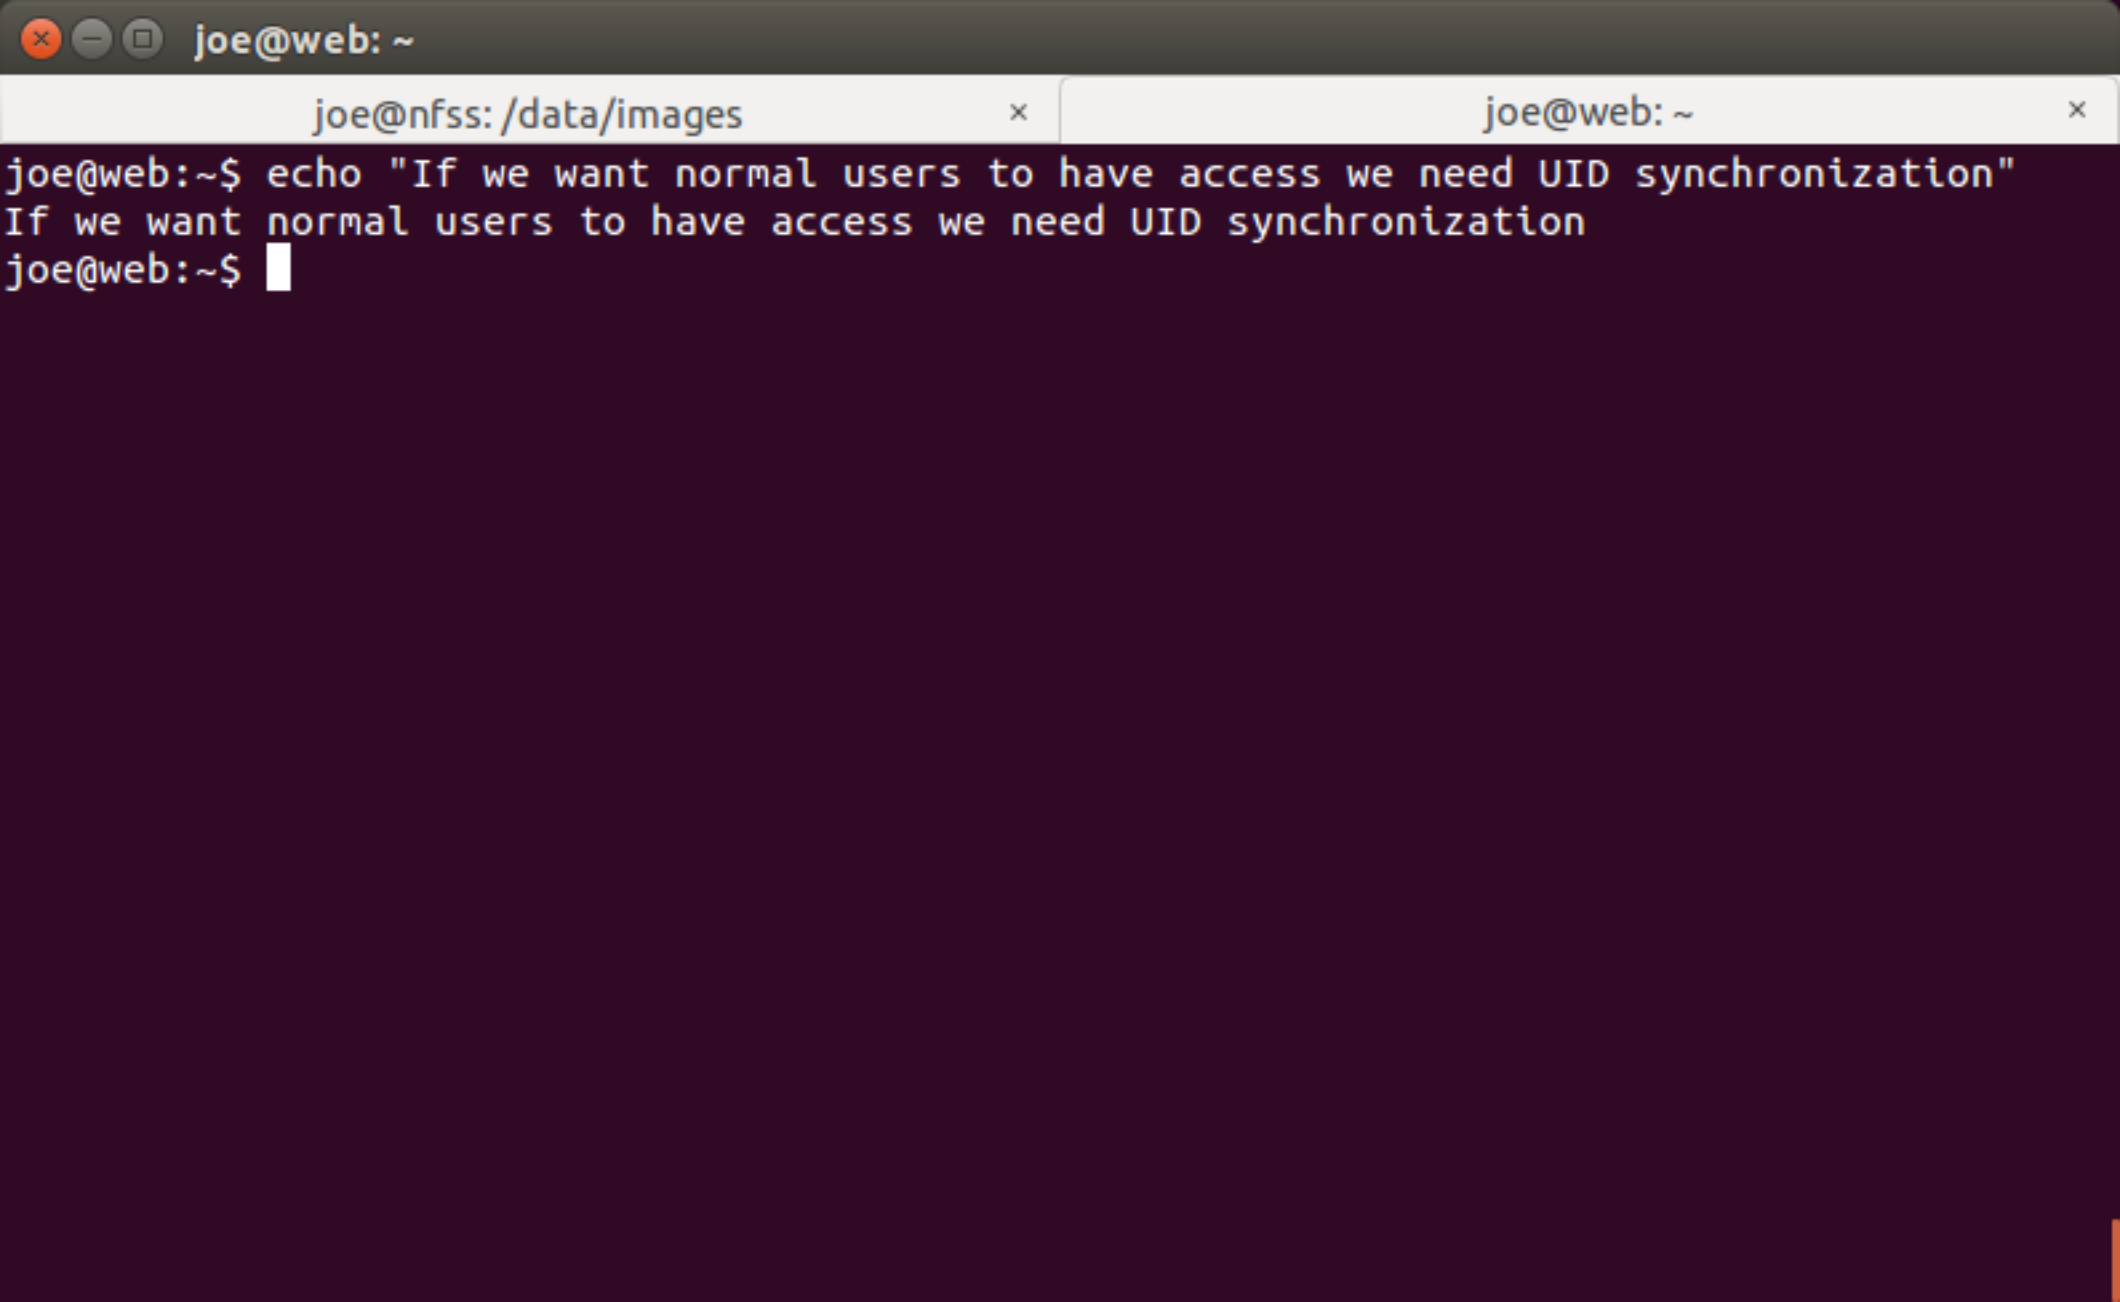 joe@web: ~
joe@nfss: /data/images
joe@web: ~
joe@web:~$ echo "If we want normal users to have access we need UID synchronization"
If we want normal users to have access we need UID synchronization
joe@web:~$